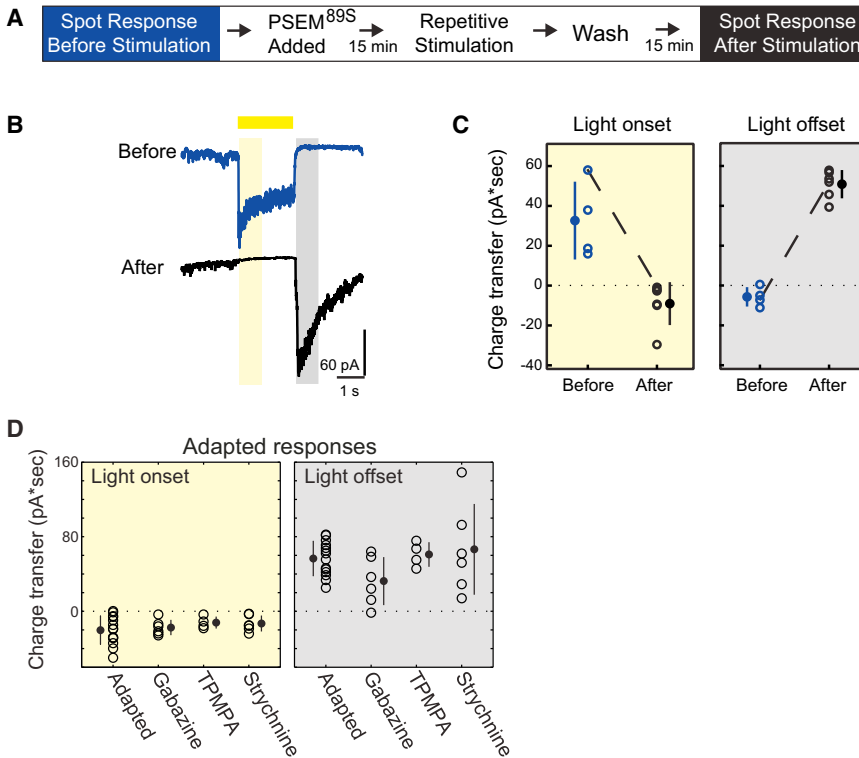 A
Spot Response
Before Stimulation
PSEM89S
Added
15 min
Repetitive
Stimulation
Wash
15 min
Spot Response
After Stimulation
B
Before
After
60 pA
1 s
C
Light onset
Light offset
Charge transfer (pA*sec)
60
40
20
0
-20
-40
Before
After
Before
After
D
Adapted responses
Light onset
Light offset
Charge transfer (pA*sec)
160
80
0
Adapted
Gabazine
TPMPA
Strychnine
Adapted
Gabazine
TPMPA
Strychnine